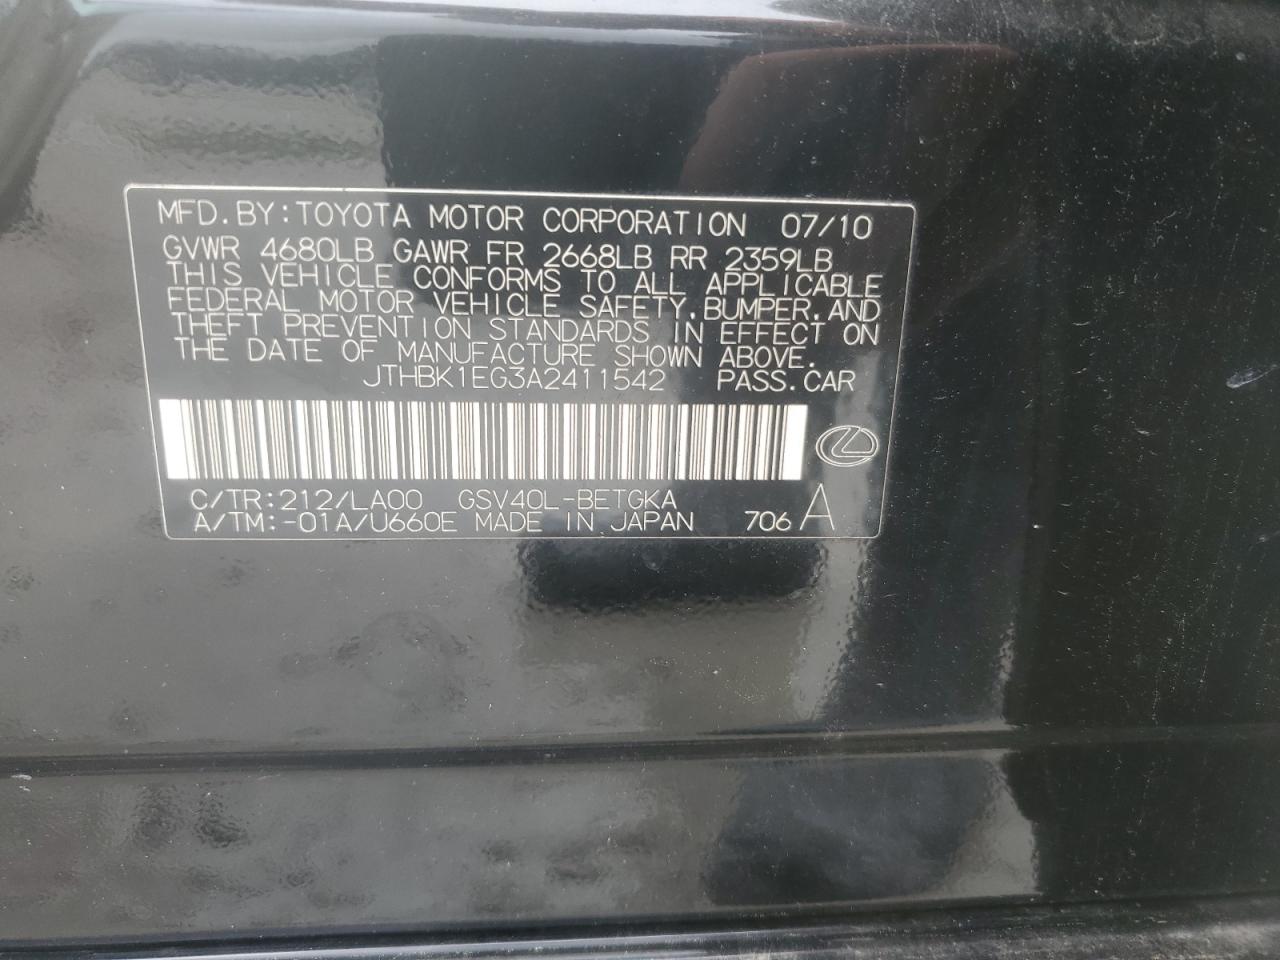 MFD.BY:TOYOTA MOTOR CORPORATION 07/10
GVWR 4680LB GAWR FR 2668LB RR 2359LB
THIS VEHICLE CONFORMS TO ALL APPLICABLE
FEDERAL MOTOR VEHICLE SAFETY,BUMPER,AND
THEFT PREVENTION STANDARDS IN EFFECT ON
THE DATE OF MANUFACTURE SHOWN ABOVE.
JTHBK1EG3A2411542 PASS.CAR
C/TR:212/LA00 GSV40L-BETGKA
A/TM:-01A/U660E MADE IN JAPAN 706 A